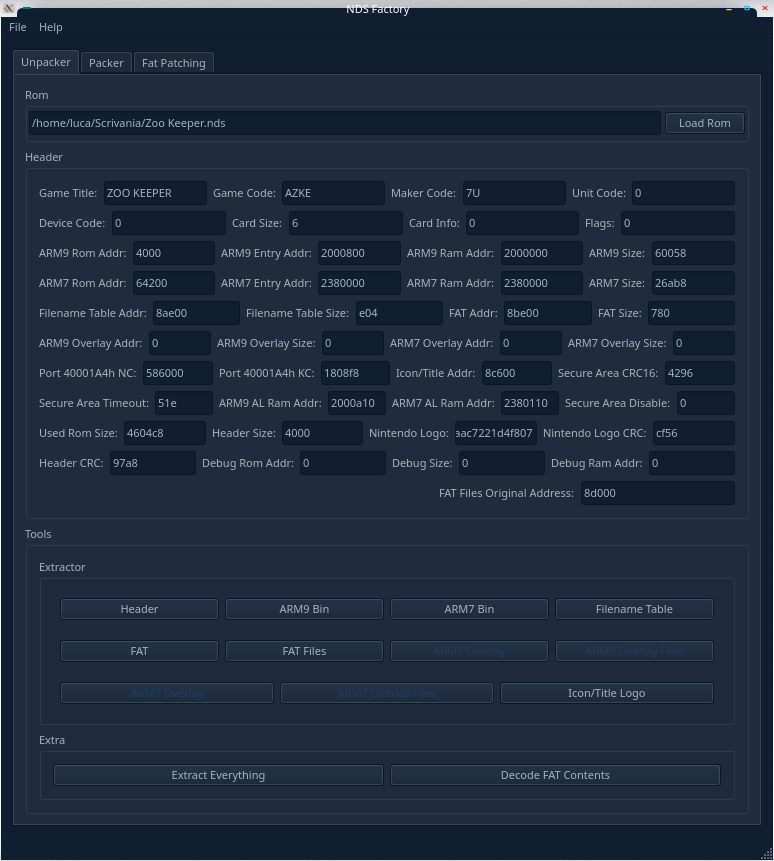 NDS Factory
File Help
Unpacker Packer Fat Patching
Rom
/home/luca/Scrivania/Zoo Keeper.nds Load Rom
Header
Game Title: ZOO KEEPER Game Code: AZKE Maker Code: 7U Unit Code: 0
Device Code: 0 Card Size: 6 Card Info: 0 Flags: 0
ARM9 Rom Addr: 4000 ARM9 Entry Addr: 2000800 ARM9 Ram Addr: 2000000 ARM9 Size: 60058
ARM7 Rom Addr: 64200 ARM7 Entry Addr: 2380000 ARM7 Ram Addr: 2380000 ARM7 Size: 26ab8
Filename Table Addr: 8ae00 Filename Table Size: e04 FAT Addr: 8be00 FAT Size: 780
ARM9 Overlay Addr: 0 ARM9 Overlay Size: 0 ARM7 Overlay Addr: 0 ARM7 Overlay Size: 0
Port 40001A4h NC: 586000 Port 40001A4h KC: 1808f8 Icon/Title Addr: 8c600 Secure Area CRC16: 4296
Secure Area Timeout: 51e ARM9 AL Ram Addr: 2000a10 ARM7 AL Ram Addr: 2380110 Secure Area Disable: 0
Used Rom Size: 4604c8 Header Size: 4000 Nintendo Logo: aac7221d4f807 Nintendo Logo CRC: cf56
Header CRC: 97a8 Debug Rom Addr: 0 Debug Size: 0 Debug Ram Addr: 0
FAT Files Original Address: 8d000
Tools
Extractor
Header ARM9 Bin ARM7 Bin Filename Table
FAT FAT Files ARM9 Overlay ARM9 Overlay Files
ARM7 Overlay ARM7 Overlay Files Icon/Title Logo
Extra
Extract Everything Decode FAT Contents